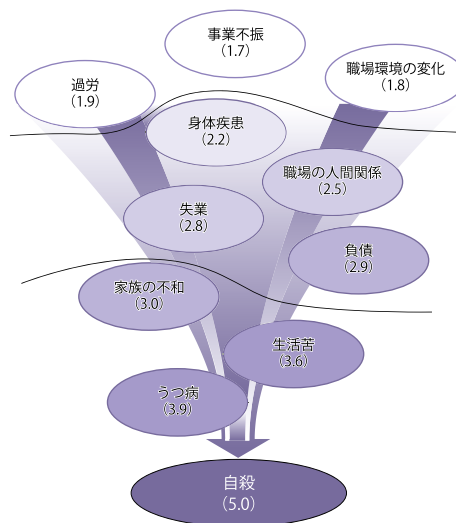 事業不振
（1.7）
過労
（1.9）
職場環境の変化
（1.8）
身体疾患
（2.2）
職場の人間関係
（2.5）
失業
（2.8）
負債
（2.9）
家族の不和
（3.0）
生活苦
（3.6）
うつ病
（3.9）
自殺
（5.0）